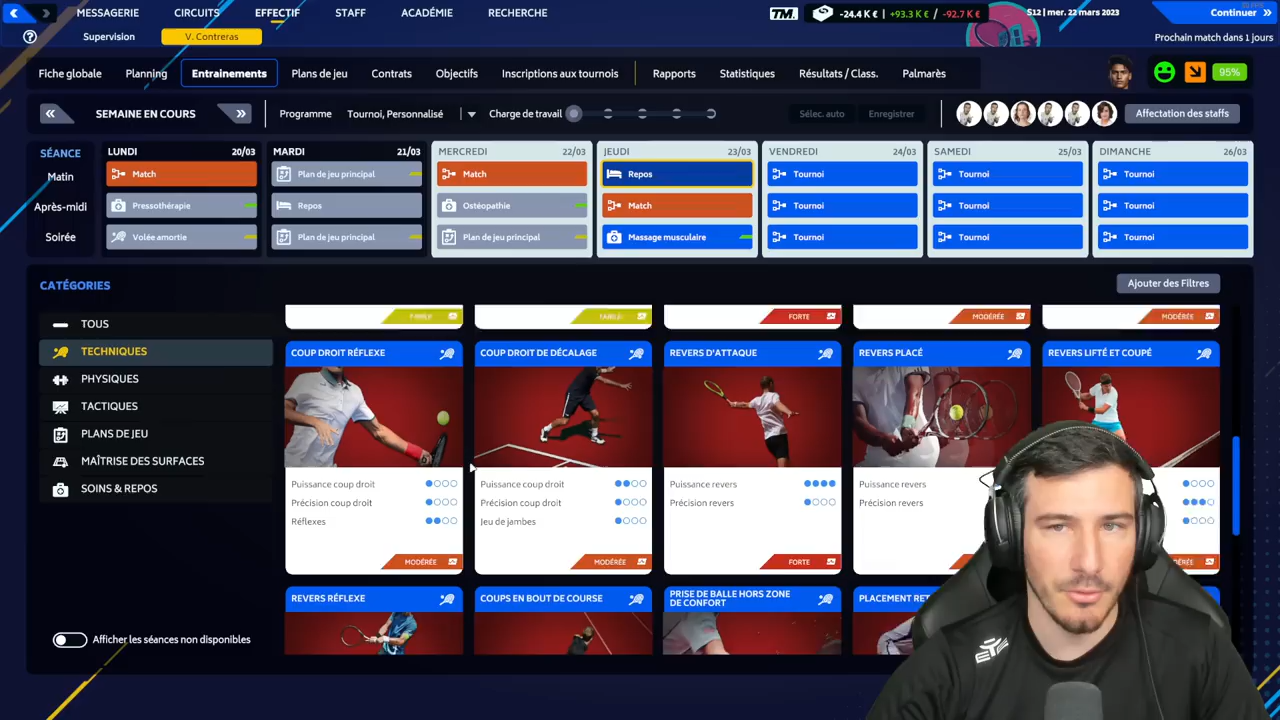 MESSAGERIE CIRCUITS EFFECTIF STAFF ACADÉMIE RECHERCHE TM -24.4 K € +93.3 K € / -92.7 K € S12 | mer. 22 mars 2023 Continuer
Supervision V. Contreras Prochain match dans 1 jours
Fiche globale Planning Entrainements Plans de jeu Contrats Objectifs Inscriptions aux tournois Rapports Statistiques Résultats / Class. Palmarès 95%
SEMAINE EN COURS Programme Tournoi, Personnalisé Charge de travail Sélec. auto Enregistrer Affectation des staffs
SÉANCE LUNDI 20/03 MARDI 21/03 MERCREDI 22/03 JEUDI 23/03 VENDREDI 24/03 SAMEDI 25/03 DIMANCHE 26/03
Matin Match Plan de jeu principal Match Repos Tournoi Tournoi Tournoi
Après-midi Pressothérapie Repos Ostéopathie Match Tournoi Tournoi Tournoi
Soirée Volée amortie Plan de jeu principal Plan de jeu principal Massage musculaire Tournoi Tournoi Tournoi
CATÉGORIES Ajouter des Filtres
TOUS
TECHNIQUES
PHYSIQUES
TACTIQUES
PLANS DE JEU
MAÎTRISE DES SURFACES
SOINS & REPOS
Afficher les séances non disponibles
FAIBLE FAIBLE FORTE MODÉRÉE MODÉRÉE
COUP DROIT RÉFLEXE COUP DROIT DE DÉCALAGE REVERS D'ATTAQUE REVERS PLACÉ REVERS LIFTÉ ET COUPÉ
Puissance coup droit Puissance coup droit Puissance revers Puissance revers
Précision coup droit Précision coup droit Précision revers Précision revers
Réflexes Jeu de jambes
MODÉRÉE MODÉRÉE FORTE
REVERS RÉFLEXE COUPS EN BOUT DE COURSE PRISE DE BALLE HORS ZONE
DE CONFORT